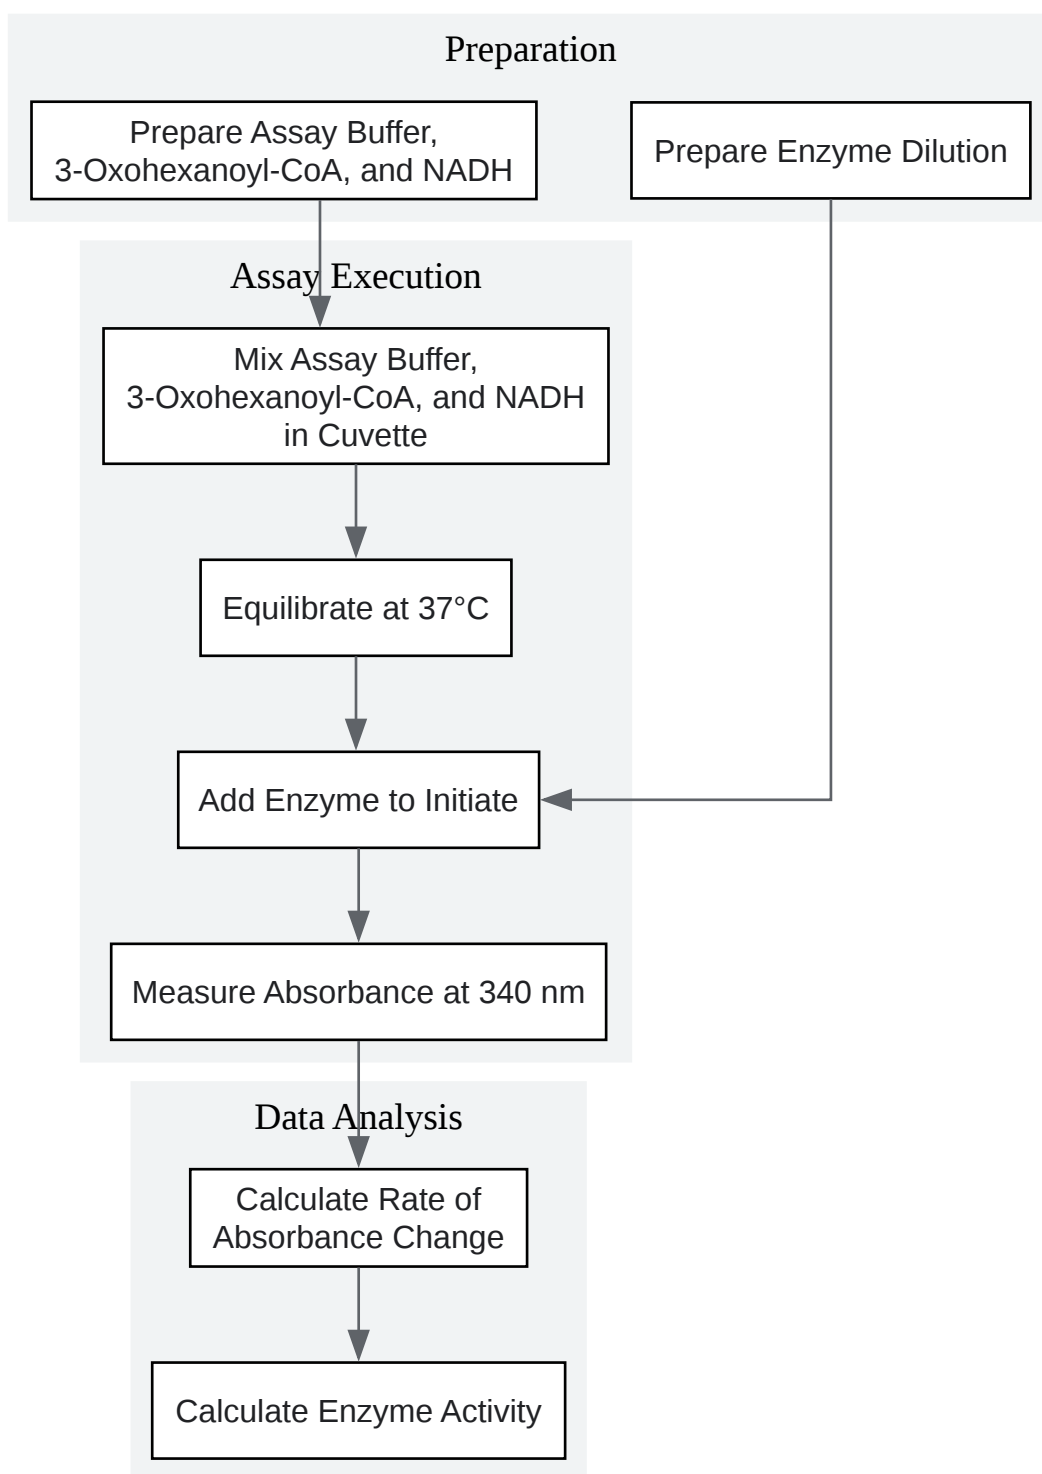 Preparation
Prepare Assay Buffer,
3-Oxohexanoyl-CoA, and NADH
Prepare Enzyme Dilution
Assay Execution
Mix Assay Buffer,
3-Oxohexanoyl-CoA, and NADH
in Cuvette
Equilibrate at 37°C
Add Enzyme to Initiate
Measure Absorbance at 340 nm
Data Analysis
Calculate Rate of
Absorbance Change
Calculate Enzyme Activity